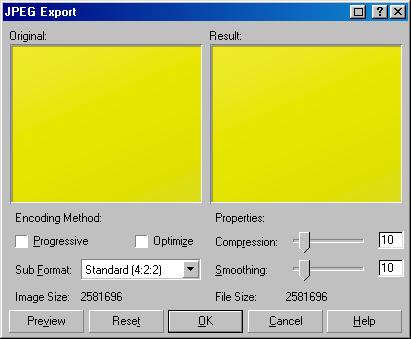 JPEG Export
Original: Result:
Encoding Method: Properties:
Progressive Optimize Compression: 10
Sub Format: Standard (4:2:2) Smoothing: 10
Image Size: 2581696 File Size: 2581696
Preview Reset OK Cancel Help